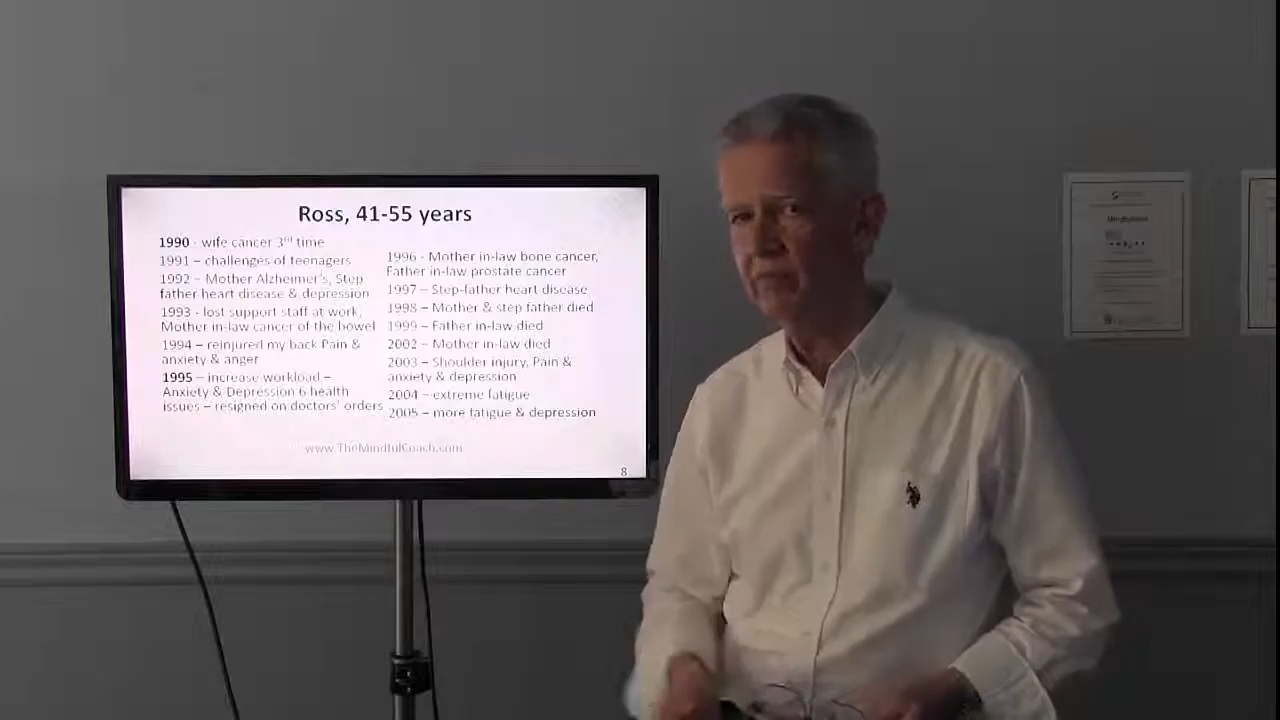 Ross, 41-55 years
1990 - wife cancer 3rd time
1991 – challenges of teenagers
1992 – Mother Alzheimer's, Step
father heart disease & depression
1993 - lost support staff at work,
Mother in-law cancer of the bowel
1994 – reinjured my back Pain &
anxiety & anger
1995 – increase workload –
Anxiety & Depression 6 health
issues – resigned on doctors' orders
1996 - Mother in-law bone cancer,
Father in-law prostate cancer
1997 – Step-father heart disease
1998 – Mother & step father died
1999 – Father in-law died
2002 – Mother in-law died
2003 – Shoulder injury, Pain &
anxiety & depression
2004 – extreme fatigue
2005 – more fatigue & depression
www.TheMindfulCoach.com
8